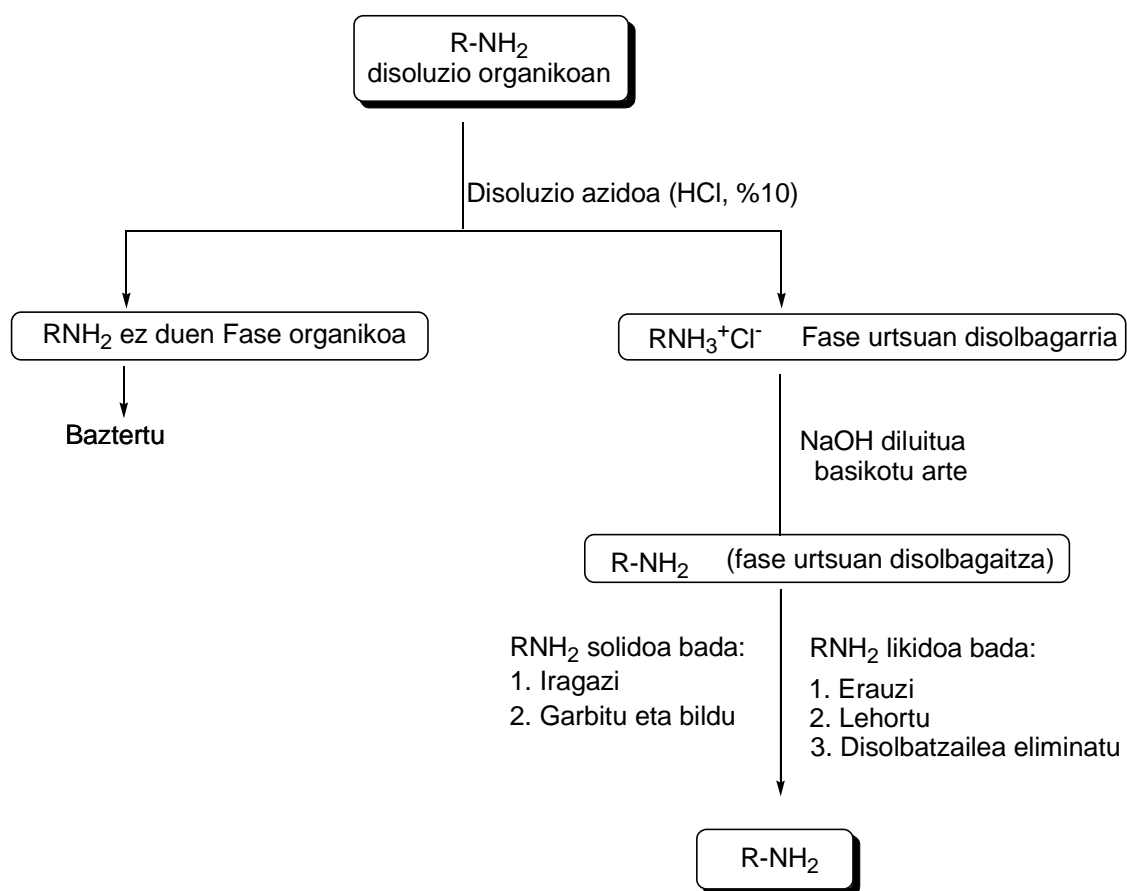 R-NH₂
disoluzio organikoan
Disoluzio azidoa (HCl, %10)
RNH₂ ez duen Fase organikoa
RNH₃⁺Cl⁻ Fase urtsuan disolbagarria
Baztertu
NaOH diluitua
basikotu arte
R-NH₂ (fase urtsuan disolbagaitza)
RNH₂ solidoa bada:
1. Iragazi
2. Garbitu eta bildu
RNH₂ likidoa bada:
1. Erauzi
2. Lehortu
3. Disolbatzailea eliminatu
R-NH₂